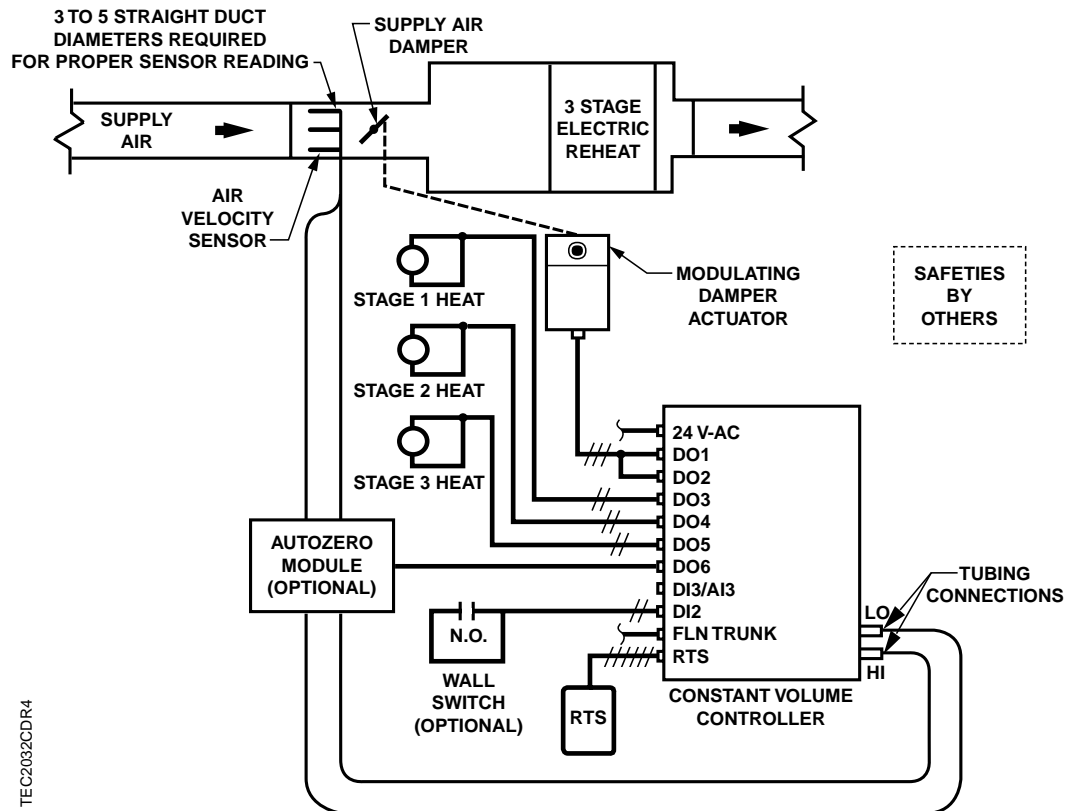 3 TO 5 STRAIGHT DUCT
DIAMETERS REQUIRED
FOR PROPER SENSOR READING
SUPPLY AIR
DAMPER
SUPPLY
AIR
3 STAGE
ELECTRIC
REHEAT
AIR
VELOCITY
SENSOR
STAGE 1 HEAT
MODULATING
DAMPER
ACTUATOR
SAFETIES
BY
OTHERS
STAGE 2 HEAT
STAGE 3 HEAT
24 V-AC
DO1
DO2
DO3
DO4
DO5
DO6
DI3/AI3
DI2
FLN TRUNK
RTS
AUTOZERO
MODULE
(OPTIONAL)
TUBING
CONNECTIONS
LO
HI
N.O.
WALL
SWITCH
(OPTIONAL)
RTS
CONSTANT VOLUME
CONTROLLER
TEC2032CDR4